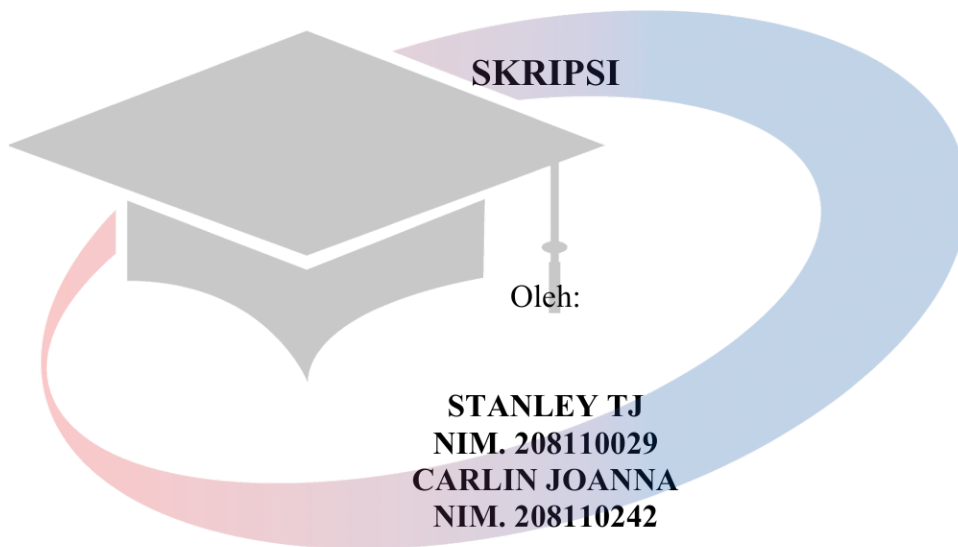 SKRIPSI
Oleh:
STANLEY TJ
NIM. 208110029
CARLIN JOANNA
NIM. 208110242